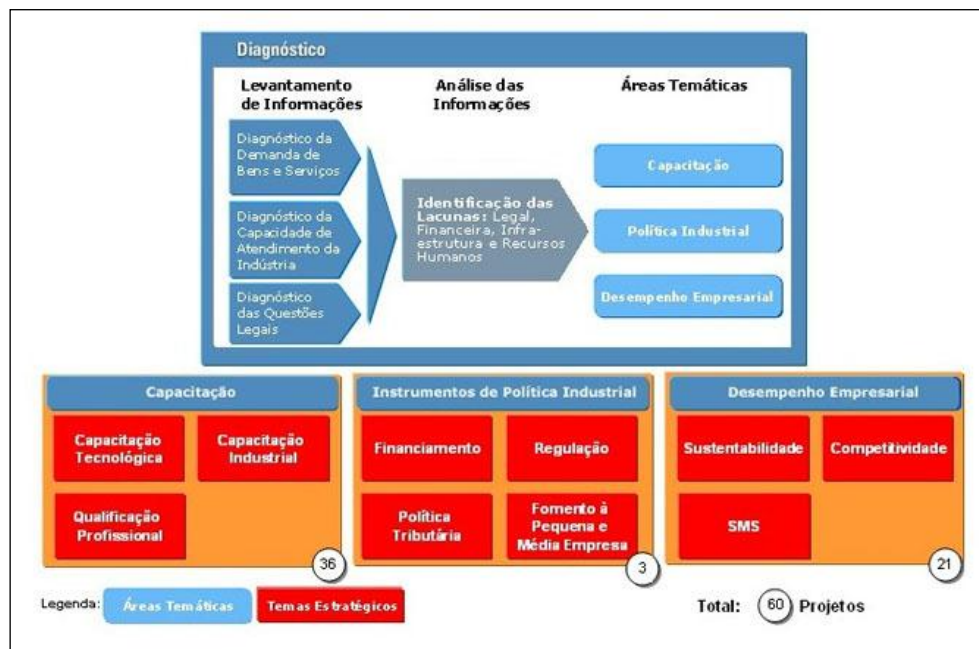 Diagnóstico
Levantamento
de Informações
Análise das
Informações
Áreas Temáticas
Diagnóstico da
Demanda de
Bens e Serviços
Diagnóstico da
Capacidade de
Atendimento da
Indústria
Diagnóstico
das Questões
Legais
Identificação das
Lacunas: Legal,
Financeira, Infra-
estrutura e Recursos
Humanos
Capacitação
Política Industrial
Desempenho Empresarial
Capacitação
Capacitação
Tecnológica
Capacitação
Industrial
Qualificação
Profissional
36
Instrumentos de Política Industrial
Financiamento
Regulação
Política
Tributária
Fomento à
Pequena e
Média Empresa
3
Desempenho Empresarial
Sustentabilidade
Competitividade
SMS
21
Legenda:
Áreas Temáticas
Temas Estratégicos
Total: 60 Projetos